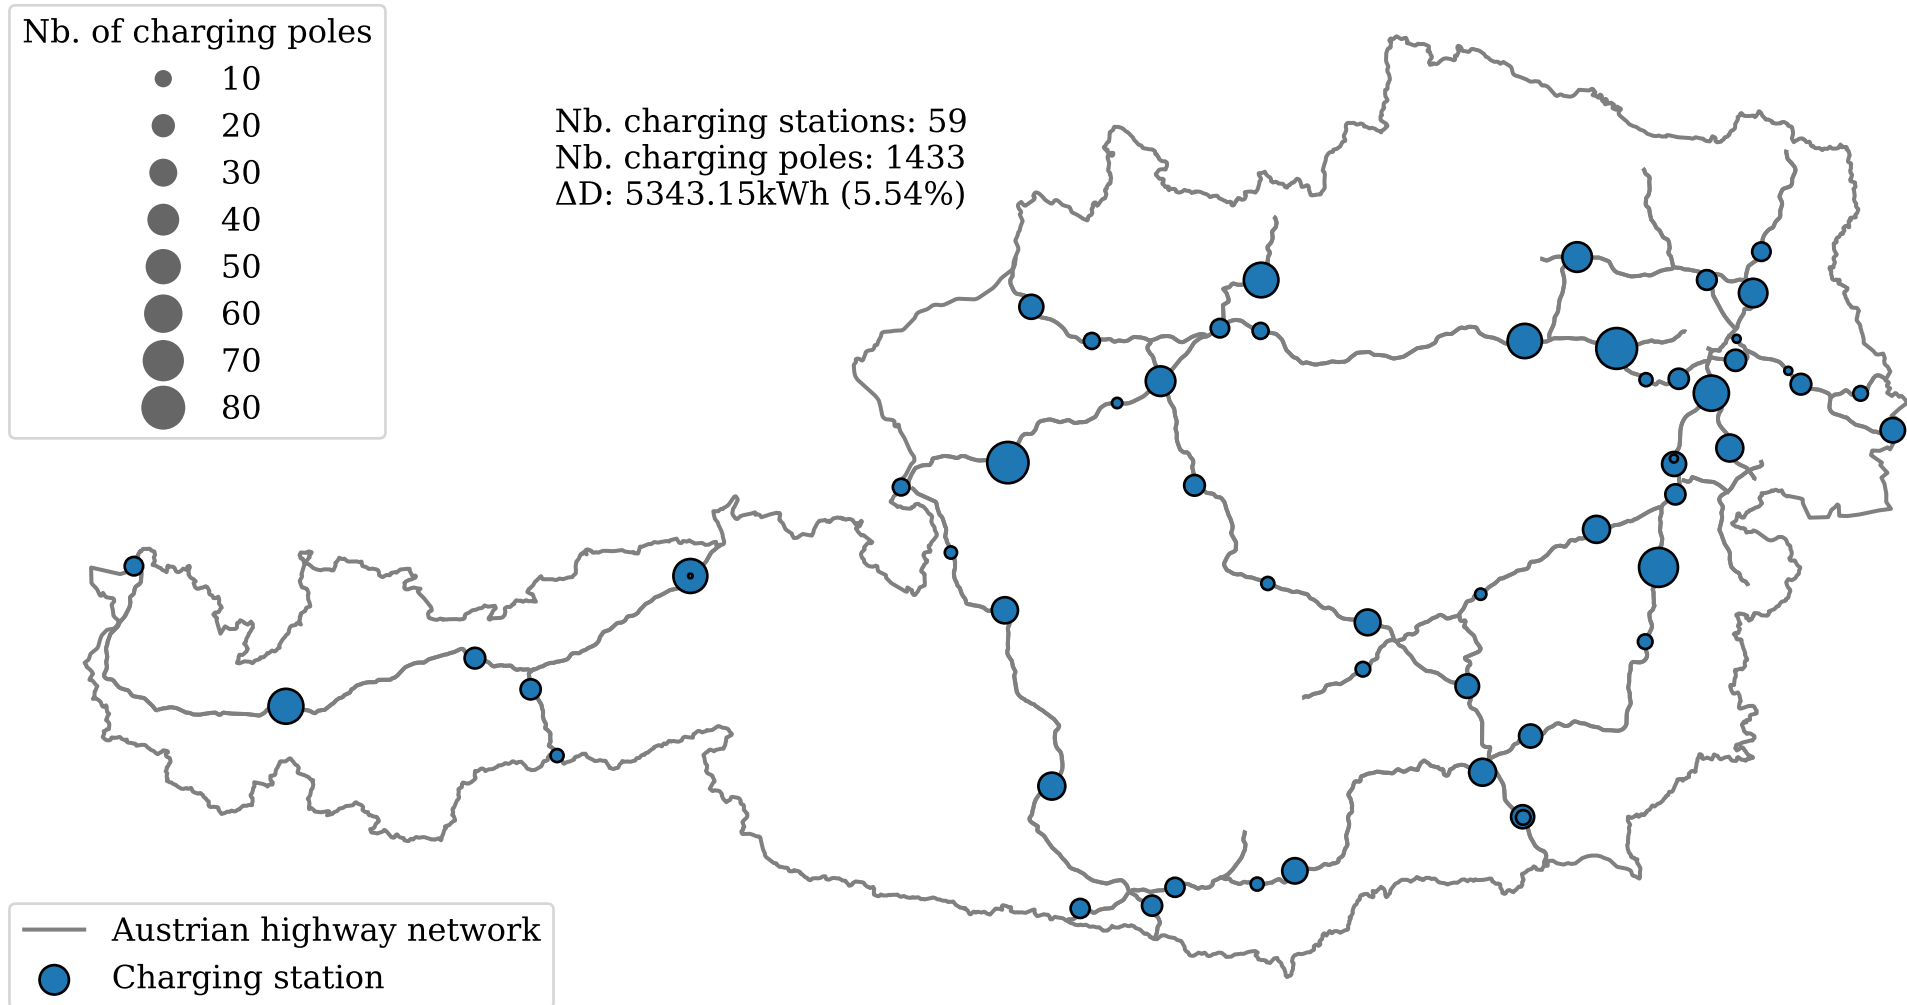 Nb. of charging poles
10
20
30
40
50
60
70
80
Nb. charging stations: 59
Nb. charging poles: 1433
ΔD: 5343.15kWh (5.54%)
Austrian highway network
Charging station